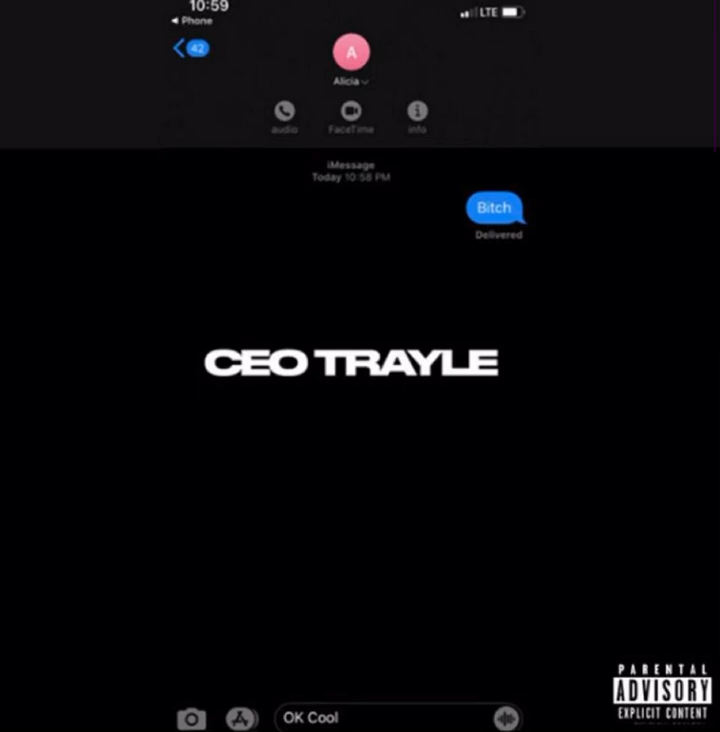 10:59
LTE
◀ Phone
42
A
Alicia
audio
FaceTime
info
iMessage
Today 10:58 PM
Bitch
Delivered
CEO TRAYLE
OK Cool
PARENTAL
ADVISORY
EXPLICIT CONTENT